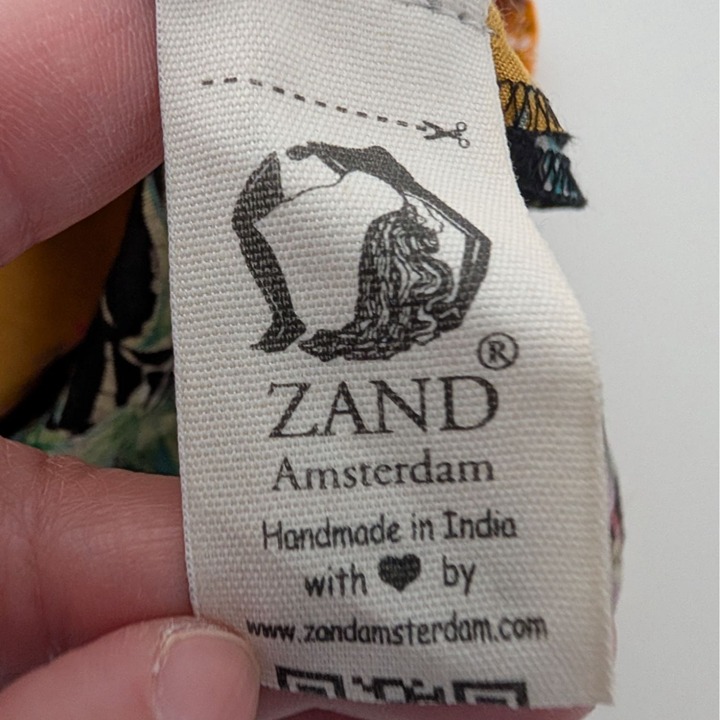 ®
ZAND
Amsterdam
Handmade in India
with ♥ by
www.zandamsterdam.com